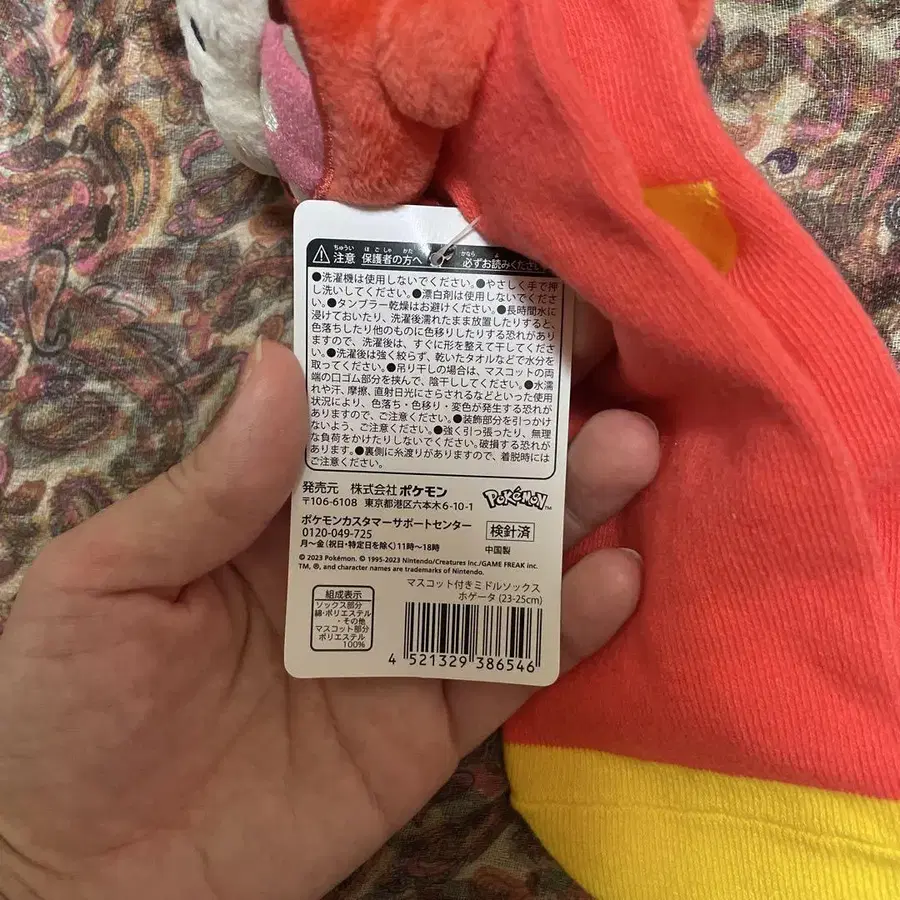 注意 保護者の方へ 必ずお読みくださ
●洗濯機は使用しないでください。●やさしく手で押
し洗いしてください。●漂白剤は使用しないでくださ
い。●タンブラー乾燥はお避けください。●長時間水に
浸けておいたり、洗濯後濡れたまま放置したりすると、
色落ちしたり他のものに色移りしたりする恐れがあり
ますので、洗濯後は、すぐに形を整えて干してくださ
い。●洗濯後は強く絞らず、乾いたタオルなどで水分を
取ってください。●吊り干しの場合は、マスコットの両
端の口ゴム部分を挟んで、陰干ししてください。●水濡
れや汗、摩擦、直射日光にさらされるなどといった使用
状況により、色落ち・色移り・変色が発生する恐れが
ありますので、ご注意ください。●装飾部分を引っかけ
ないよう、ご注意ください。●強く引っ張ったり、無理
な負荷をかけたりしないでください。破損する恐れが
あります。●裏側に糸渡りがありますので、着脱時には
ご注意ください。
発売元 株式会社ポケモン
〒106-6108 東京都港区六本木6-10-1
POKéMON
ポケモンカスタマーサポートセンター
0120-049-725
月〜金(祝日・特定日を除く)11時〜18時
検針済
中国製
© 2023 Pokémon. © 1995-2023 Nintendo/Creatures Inc./GAME FREAK inc.
TM, ®, and character names are trademarks of Nintendo.
マスコット付きミドルソックス
ホゲータ (23-25cm)
組成表示
ソックス部分
綿・ポリエステル
・その他
マスコット部分
ポリエステル
100%
4 521329 386546